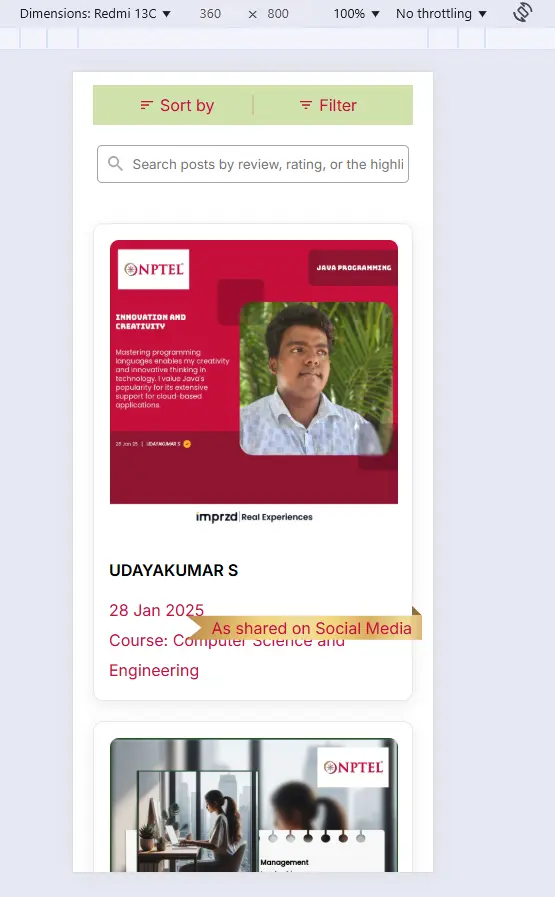 Dimensions: Redmi 13C ▼ 360 × 800 100% ▼ No throttling ▼
Sort by Filter
Search posts by review, rating, or the highli
NPTEL
JAVA PROGRAMMING
INNOVATION AND
CREATIVITY
Mastering programming
languages enables my creativity
and innovative thinking in
technology. I value Java's
popularity for its extensive
support for cloud-based
applications.
28 Jan 25 | UDAYAKUMAR S
imprzd Real Experiences
UDAYAKUMAR S
28 Jan 2025
As shared on Social Media
Course: Computer Science and
Engineering
NPTEL
Management